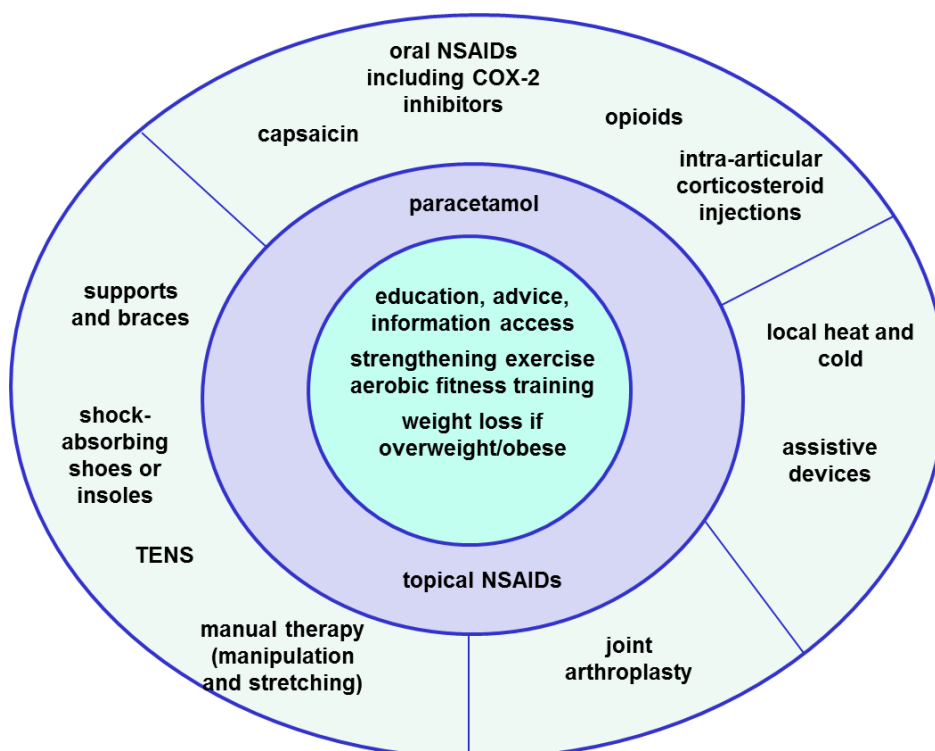 oral NSAIDs
including COX-2
inhibitors
capsaicin
opioids
intra-articular
corticosteroid
injections
paracetamol
supports
and braces
education, advice,
information access
strengthening exercise
aerobic fitness training
weight loss if
overweight/obese
local heat and
cold
shock-
absorbing
shoes or
insoles
assistive
devices
TENS
topical NSAIDs
manual therapy
(manipulation
and stretching)
joint
arthroplasty